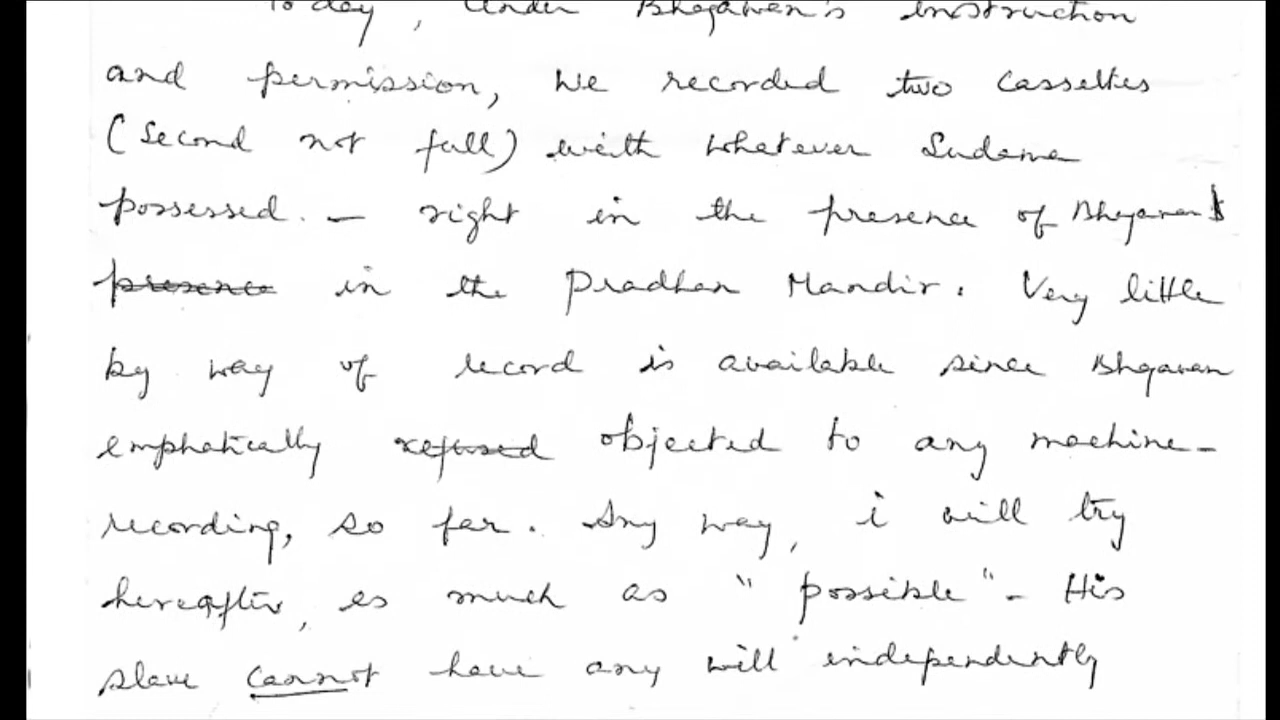 Today, Under Bhagawan's instruction
and permission, We recorded two Cassettes
(Second not full) with whatever Sudama
possessed. — right in the presence of Bhagawan's
presence in the Pradhan Mandir. Very little
by way of record is available since Bhgawan
emphatically refused objected to any machine-
recording, so far. Any way, i will try
hereafter, as much as "possible" - His
slave cannot have any will independently